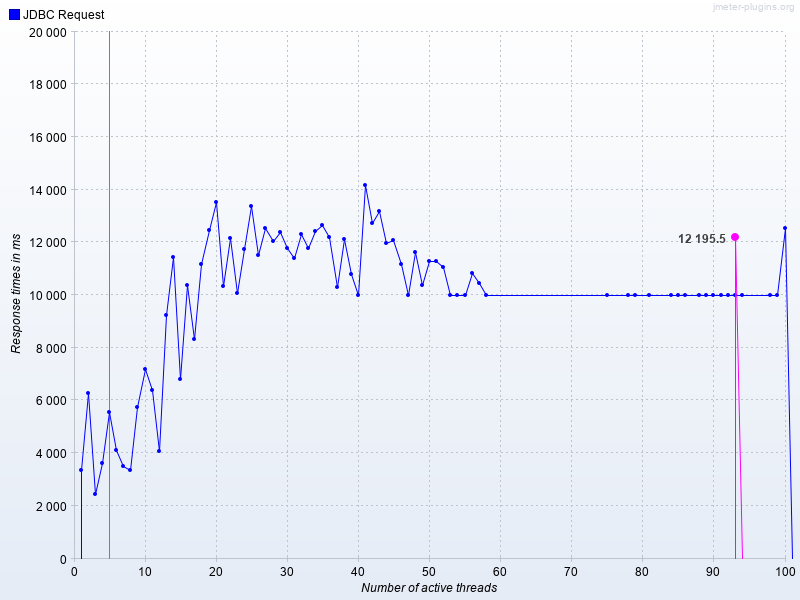 jmeter-plugins.org
JDBC Request
20 000
18 000
16 000
14 000
12 000
10 000
8 000
6 000
4 000
2 000
0
Response times in ms
12 195.5
0 10 20 30 40 50 60 70 80 90 100
Number of active threads